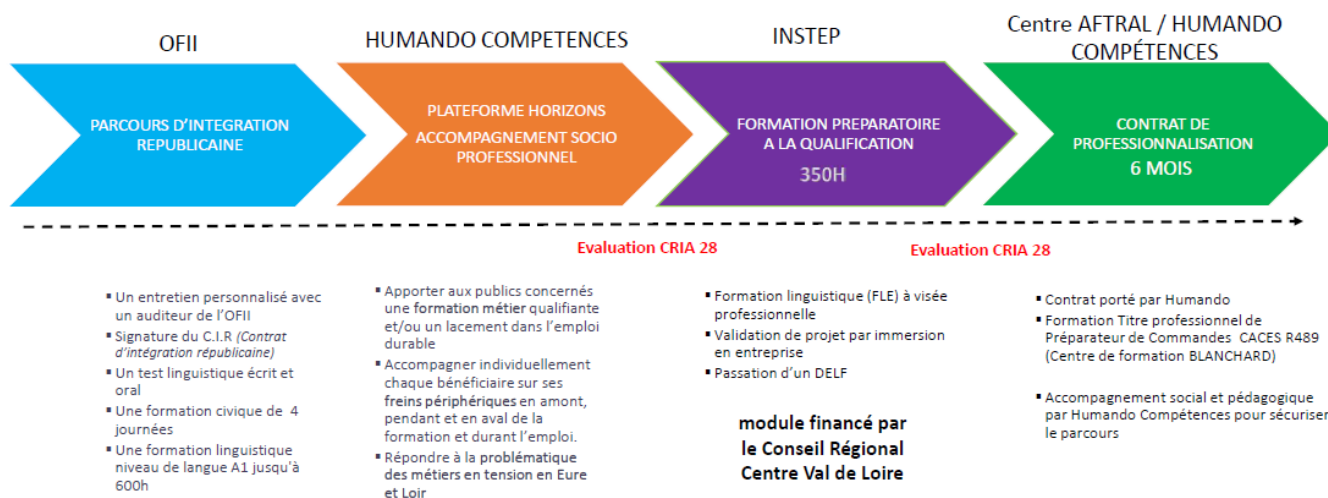 OFII
HUMANDO COMPETENCES
INSTEP
Centre AFTRAL / HUMANDO
COMPÉTENCES
PARCOURS D'INTEGRATION
REPUBLICAINE
PLATEFORME HORIZONS
ACCOMPAGNEMENT SOCIO
PROFESSIONNEL
FORMATION PREPARATOIRE
A LA QUALIFICATION
350H
CONTRAT DE
PROFESSIONNALISATION
6 MOIS
Evaluation CRIA 28
Evaluation CRIA 28
▪ Un entretien personnalisé avec
un auditeur de l'OFII
▪ Signature du C.I.R (Contrat
d'intégration républicaine)
▪ Un test linguistique écrit et
oral
▪ Une formation civique de 4
journées
▪ Une formation linguistique
niveau de langue A1 jusqu'à
600h
▪ Apporter aux publics concernés
une formation métier qualifiante
et/ou un lacement dans l'emploi
durable
▪ Accompagner individuellement
chaque bénéficiaire sur ses
freins périphériques en amont,
pendant et en aval de la
formation et durant l'emploi.
▪ Répondre à la problématique
des métiers en tension en Eure
et Loir
▪ Formation linguistique (FLE) à visée
professionnelle
▪ Validation de projet par immersion
en entreprise
▪ Passation d'un DELF
module financé par
le Conseil Régional
Centre Val de Loire
▪ Contrat porté par Humando
▪ Formation Titre professionnel de
Préparateur de Commandes CACES R489
(Centre de formation BLANCHARD)
▪ Accompagnement social et pédagogique
par Humando Compétences pour sécuriser
le parcours